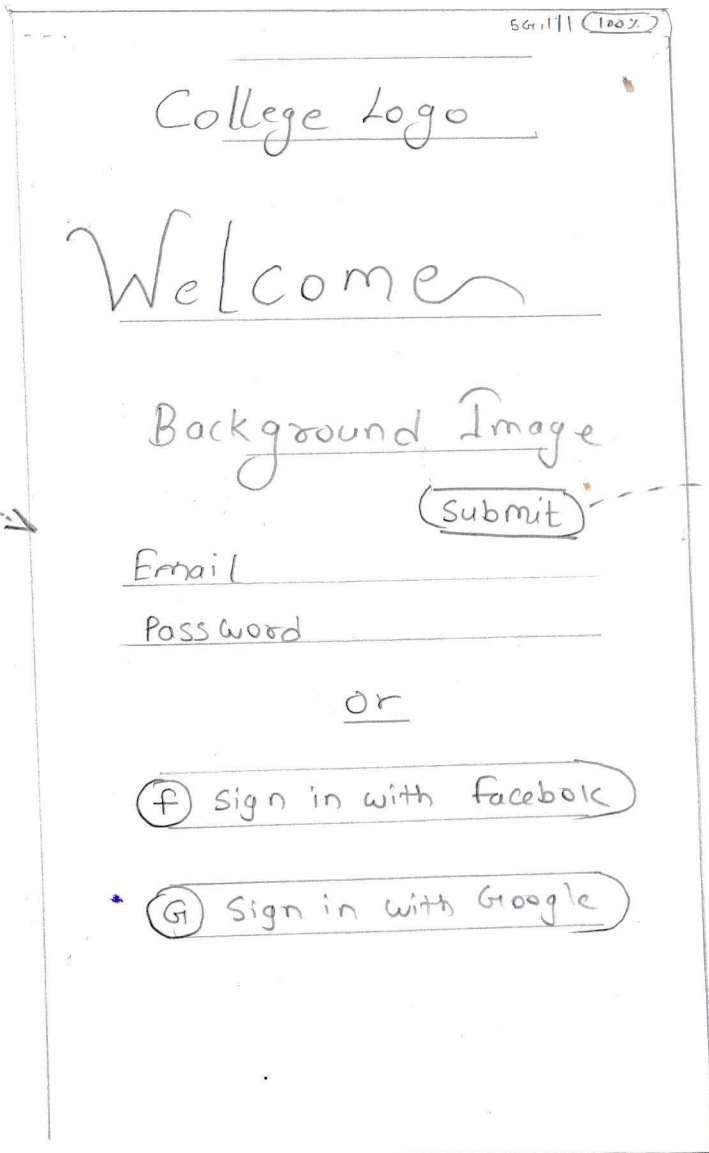 5G 100%
College Logo
Welcome
Background Image
Submit
Email
Password
or
f Sign in with facebok
G Sign in with Google